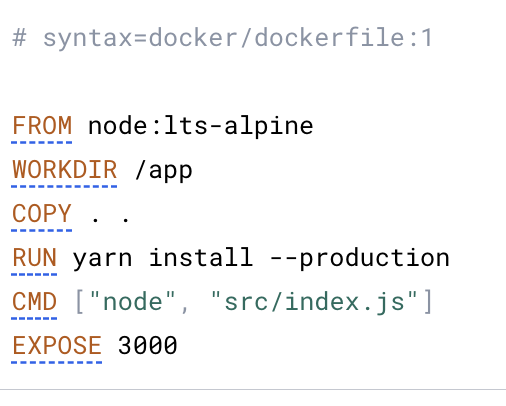 # syntax=docker/dockerfile:1
FROM node:lts-alpine
WORKDIR /app
COPY . .
RUN yarn install --production
CMD ["node", "src/index.js"]
EXPOSE 3000